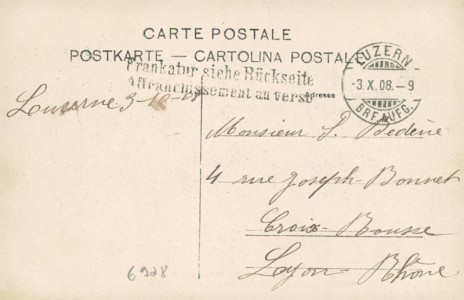 CARTE POSTALE
POSTKARTE — CARTOLINA POSTALE
Frankatur siehe Rückseite
Affranchissement au verso
Adresse
LUZERN
-3.X.08.-9
BRF.AUFG.
Lucerne 3-10-08
Monsieur P. Bedène
4 rue Joseph-Bonnet
Croix-Rousse
Lyon-Rhône
6928